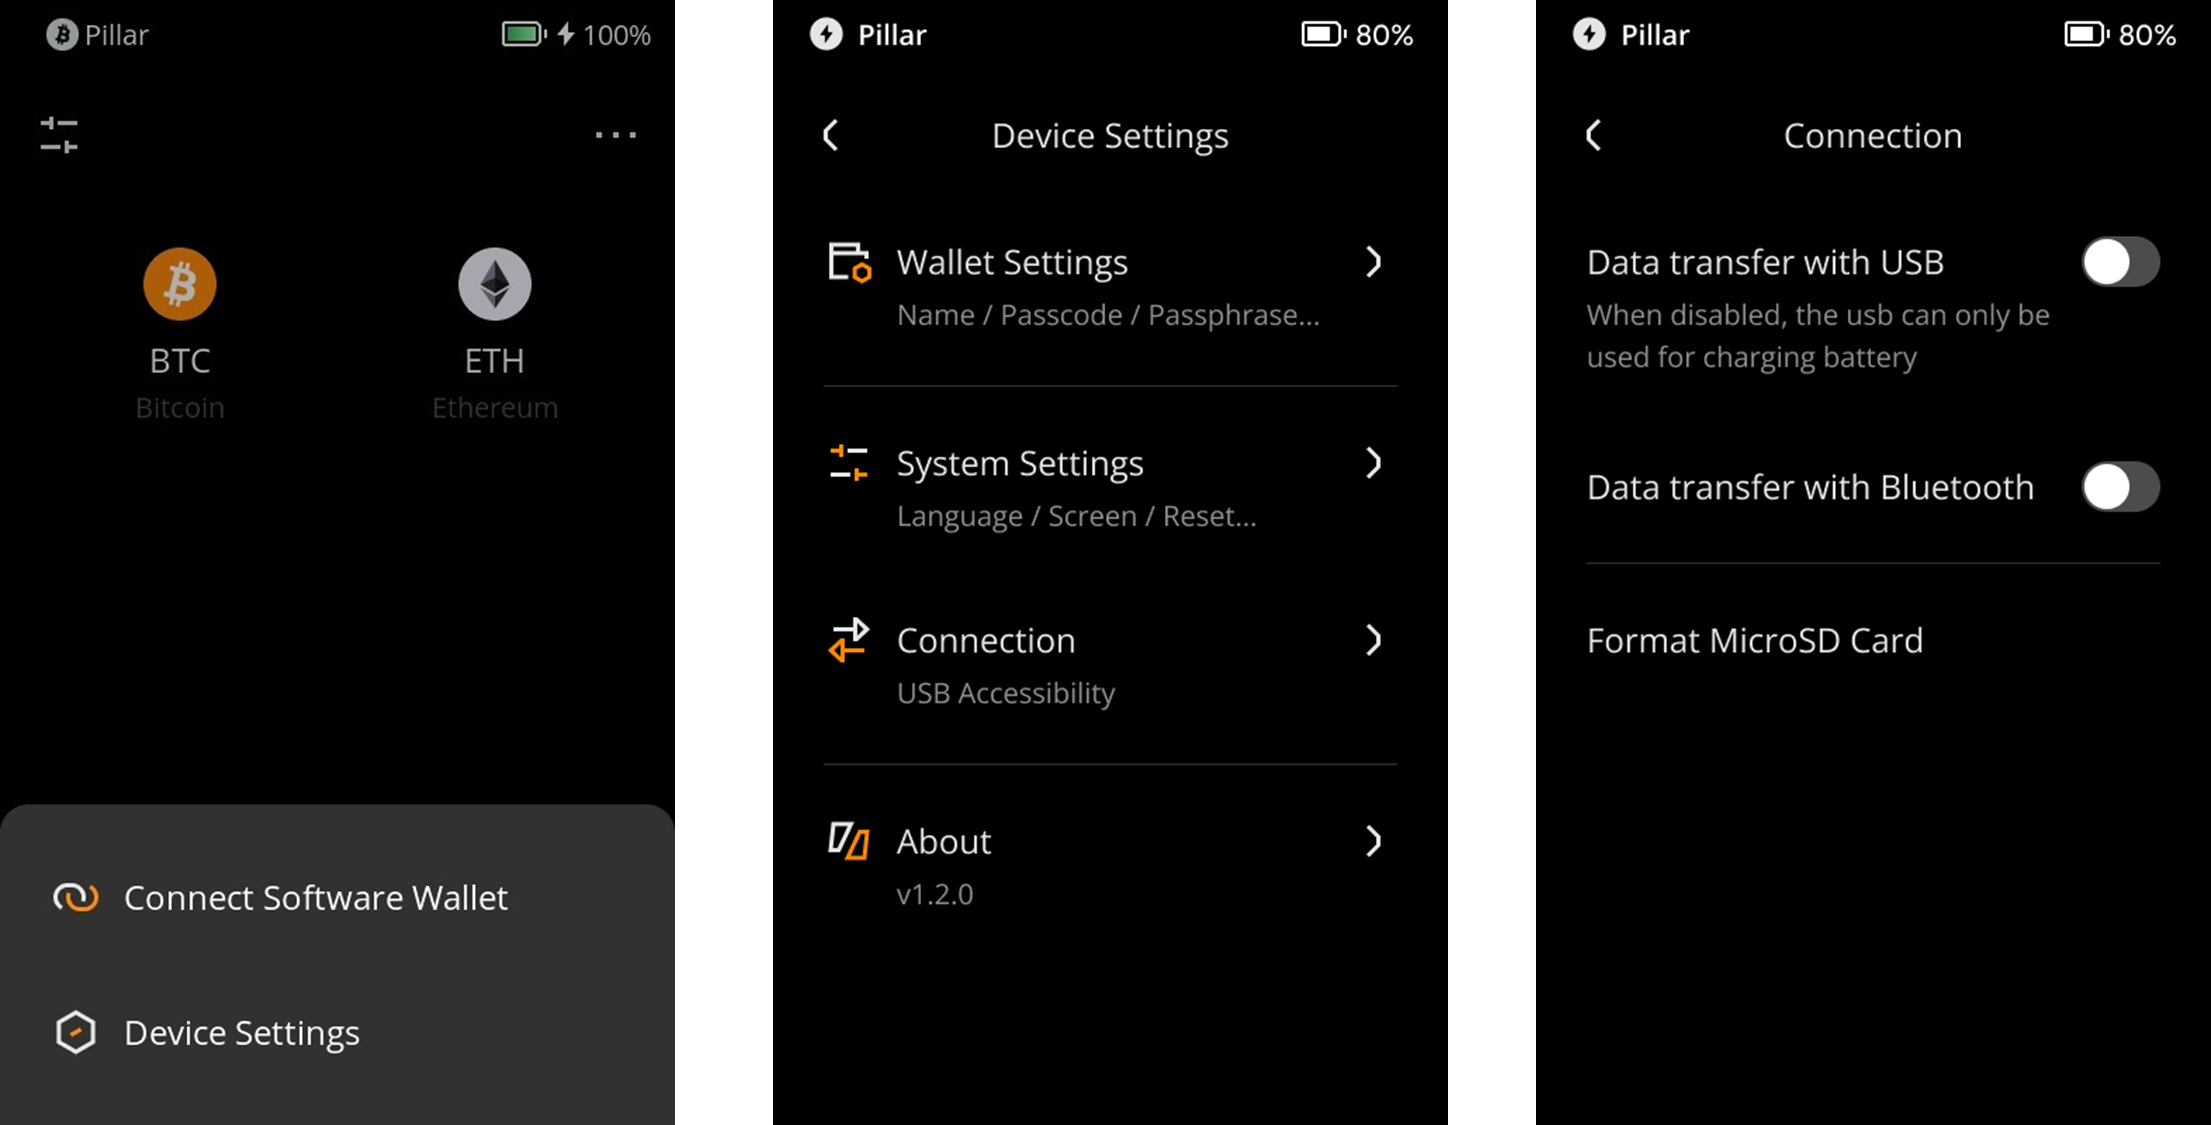 Pillar 100%
...
BTC ETH
Bitcoin Ethereum
Connect Software Wallet
Device Settings
Pillar 80%
Device Settings
Wallet Settings
Name / Passcode / Passphrase...
System Settings
Language / Screen / Reset...
Connection
USB Accessibility
About
v1.2.0
Pillar 80%
Connection
Data transfer with USB
When disabled, the usb can only be
used for charging battery
Data transfer with Bluetooth
Format MicroSD Card